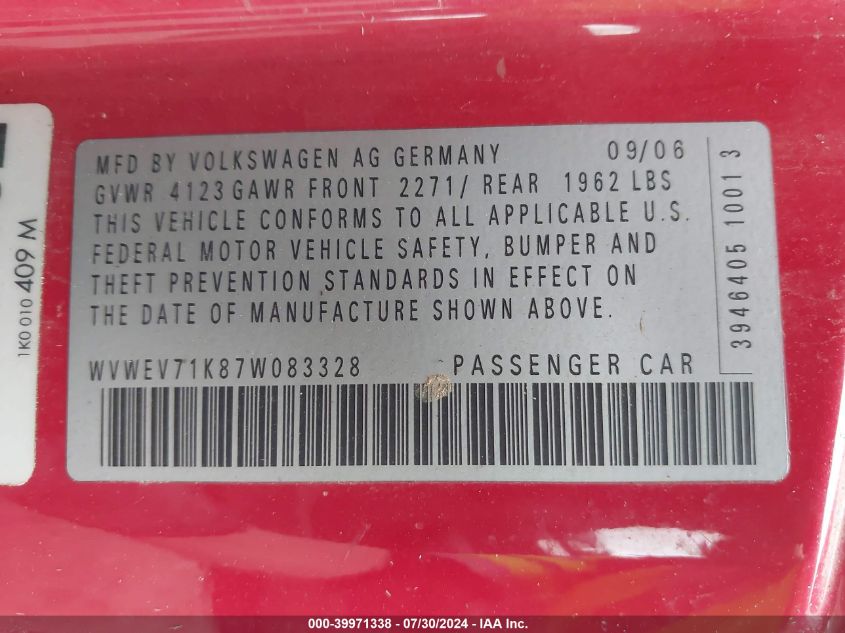 MFD BY VOLKSWAGEN AG GERMANY 09/06
GVWR 4123 GAWR FRONT 2271/ REAR 1962 LBS
THIS VEHICLE CONFORMS TO ALL APPLICABLE U.S.
FEDERAL MOTOR VEHICLE SAFETY, BUMPER AND
THEFT PREVENTION STANDARDS IN EFFECT ON
THE DATE OF MANUFACTURE SHOWN ABOVE.
WVWEV71K87W083328 PASSENGER CAR
3946405 1001 3
1K0 010 409 M
000-39971338 - 07/30/2024 - IAA Inc.